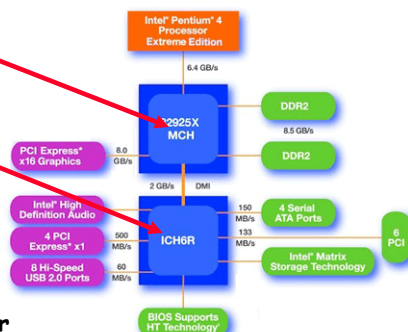 Intel® Pentium® 4
Processor
Extreme Edition
6.4 GB/s
82925X
MCH
DDR2
8.5 GB/s
DDR2
PCI Express*
x16 Graphics
8.0
GB/s
2 GB/s
DMI
Intel® High
Definition Audio
4 PCI
Express* x1
500
MB/s
8 Hi-Speed
USB 2.0 Ports
60
MB/s
ICH6R
150
MB/s
4 Serial
ATA Ports
133
MB/s
6
PCI
Intel® Matrix
Storage Technology
BIOS Supports
HT Technology¹
r